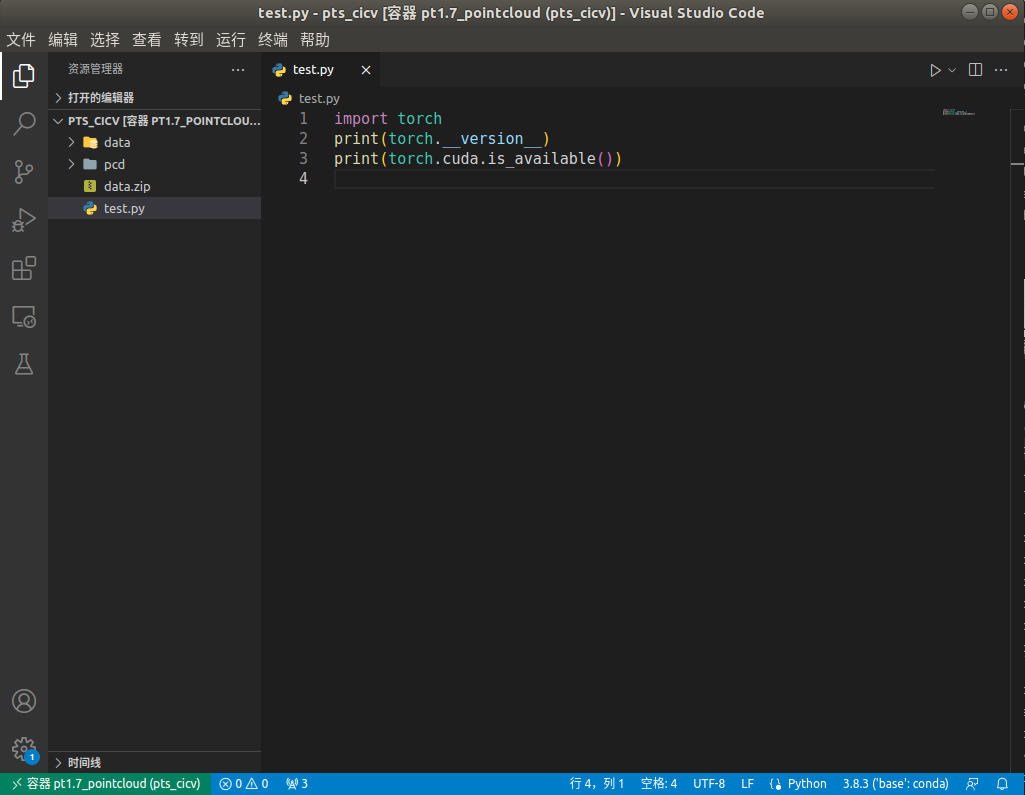 test.py - pts_cicv [容器 pt1.7_pointcloud (pts_cicv)] - Visual Studio Code
文件 编辑 选择 查看 转到 运行 终端 帮助
资源管理器
打开的编辑器
PTS_CICV [容器 PT1.7_POINTCLOU...
data
pcd
data.zip
test.py
test.py
test.py
1 import torch
2 print(torch.__version__)
3 print(torch.cuda.is_available())
4
1
时间线
容器 pt1.7_pointcloud (pts_cicv) 0 0 3 行 4，列 1 空格: 4 UTF-8 LF Python 3.8.3 ('base': conda)